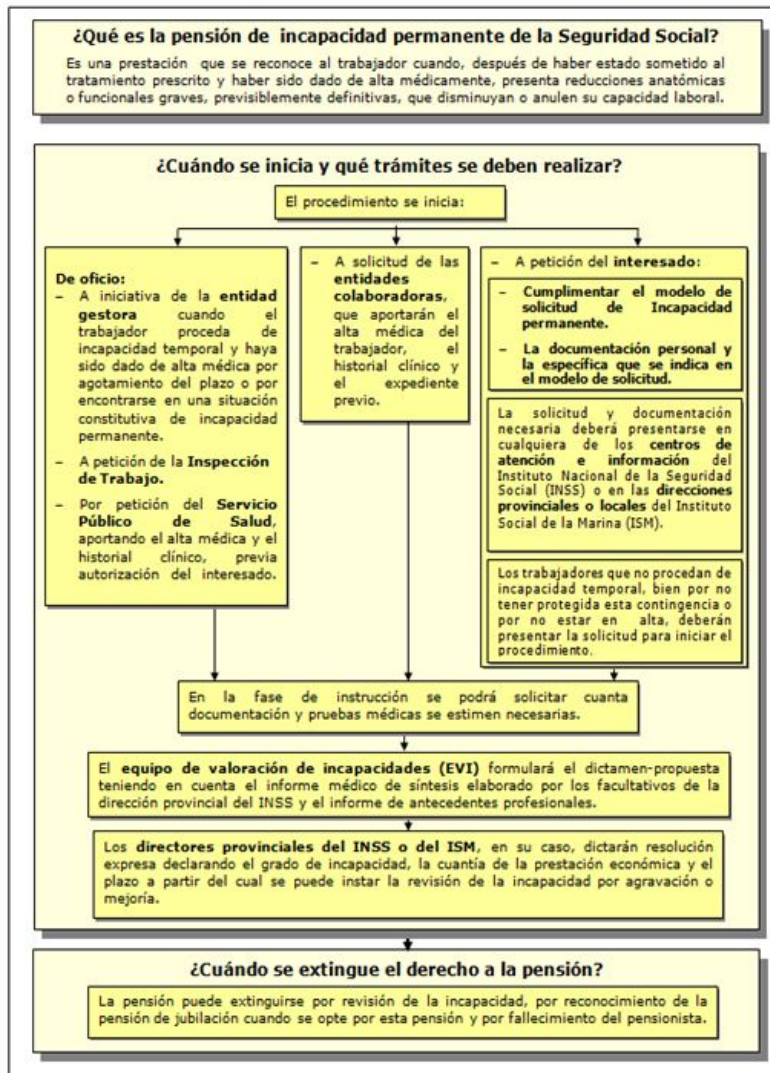 ¿Qué es la pensión de incapacidad permanente de la Seguridad Social?
Es una prestación que se reconoce al trabajador cuando, después de haber estado sometido al
tratamiento prescrito y haber sido dado de alta médicamente, presenta reducciones anatómicas
o funcionales graves, previsiblemente definitivas, que disminuyan o anulen su capacidad laboral.
¿Cuándo se inicia y qué trámites se deben realizar?
El procedimiento se inicia:
De oficio:
– A iniciativa de la entidad
gestora cuando el
trabajador proceda de
incapacidad temporal y haya
sido dado de alta médica por
agotamiento del plazo o por
encontrarse en una situación
constitutiva de incapacidad
permanente.
– A petición de la Inspección
de Trabajo.
– Por petición del Servicio
Público de Salud,
aportando el alta médica y el
historial clínico, previa
autorización del interesado.
– A solicitud de las
entidades
colaboradoras,
que aportarán el
alta médica del
trabajador, el
historial clínico y
el expediente
previo.
– A petición del interesado:
– Cumplimentar el modelo de
solicitud de Incapacidad
permanente.
– La documentación personal y
la específica que se indica en
el modelo de solicitud.
La solicitud y documentación
necesaria deberá presentarse en
cualquiera de los centros de
atención e información del
Instituto Nacional de la Seguridad
Social (INSS) o en las direcciones
provinciales o locales del Instituto
Social de la Marina (ISM).
Los trabajadores que no procedan de
incapacidad temporal, bien por no
tener protegida esta contingencia o
por no estar en alta, deberán
presentar la solicitud para iniciar el
procedimiento.
En la fase de instrucción se podrá solicitar cuanta
documentación y pruebas médicas se estimen necesarias.
El equipo de valoración de incapacidades (EVI) formulará el dictamen-propuesta
teniendo en cuenta el informe médico de síntesis elaborado por los facultativos de la
dirección provincial del INSS y el informe de antecedentes profesionales.
Los directores provinciales del INSS o del ISM, en su caso, dictarán resolución
expresa declarando el grado de incapacidad, la cuantía de la prestación económica y el
plazo a partir del cual se puede instar la revisión de la incapacidad por agravación o
mejoría.
¿Cuándo se extingue el derecho a la pensión?
La pensión puede extinguirse por revisión de la incapacidad, por reconocimiento de la
pensión de jubilación cuando se opte por esta pensión y por fallecimiento del pensionista.